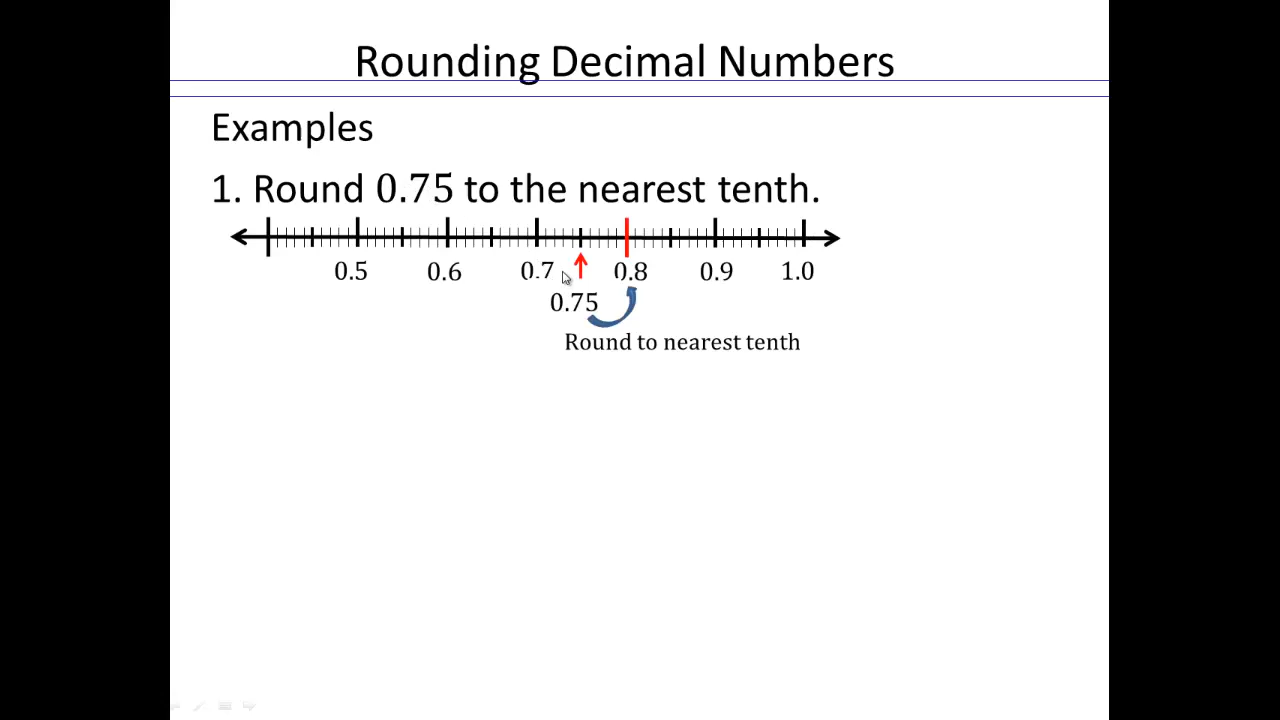 Rounding Decimal Numbers
Examples
1. Round 0.75 to the nearest tenth.
0.5 0.6 0.7 0.8 0.9 1.0
0.75
Round to nearest tenth